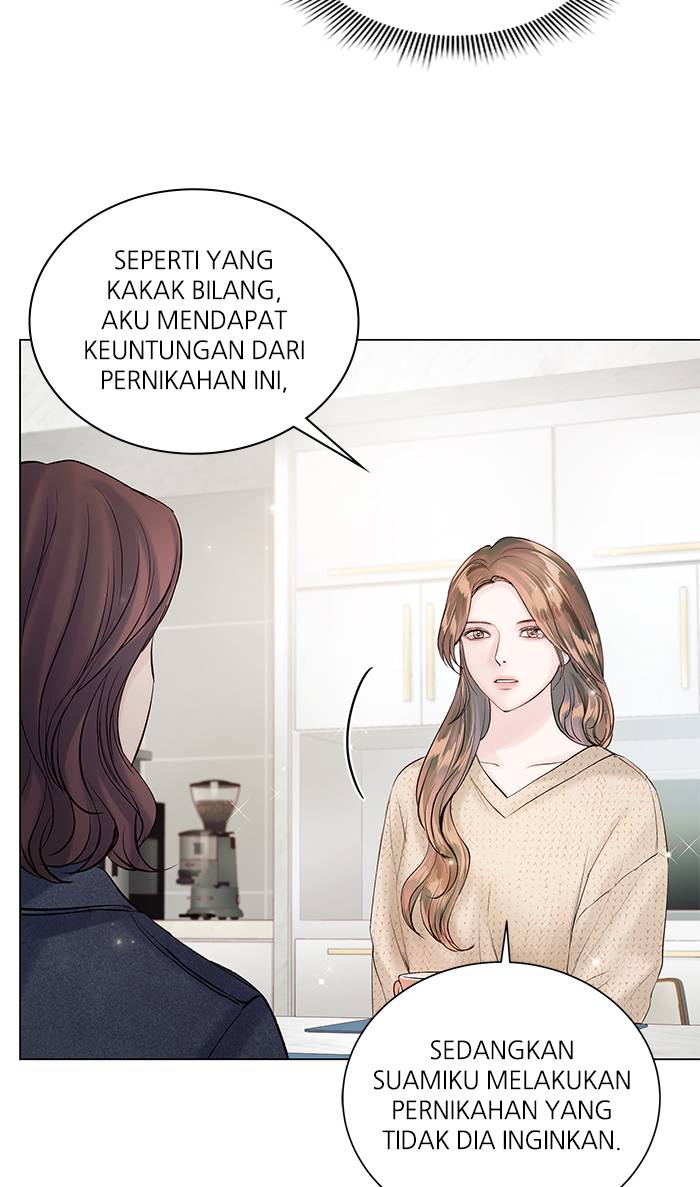 SEPERTI YANG
KAKAK BILANG,
AKU MENDAPAT
KEUNTUNGAN DARI
PERNIKAHAN INI,
SEDANGKAN
SUAMIKU MELAKUKAN
PERNIKAHAN YANG
TIDAK DIA INGINKAN.